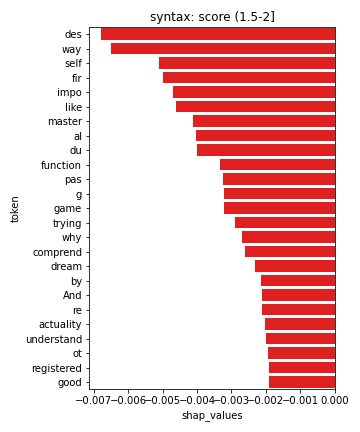 syntax: score (1.5-2]
token
des
way
self
fir
impo
like
master
al
du
function
pas
g
game
trying
why
comprend
dream
by
And
re
actuality
understand
ot
registered
good
−0.007 −0.006 −0.005 −0.004 −0.003 −0.002 −0.001 0.000
shap_values